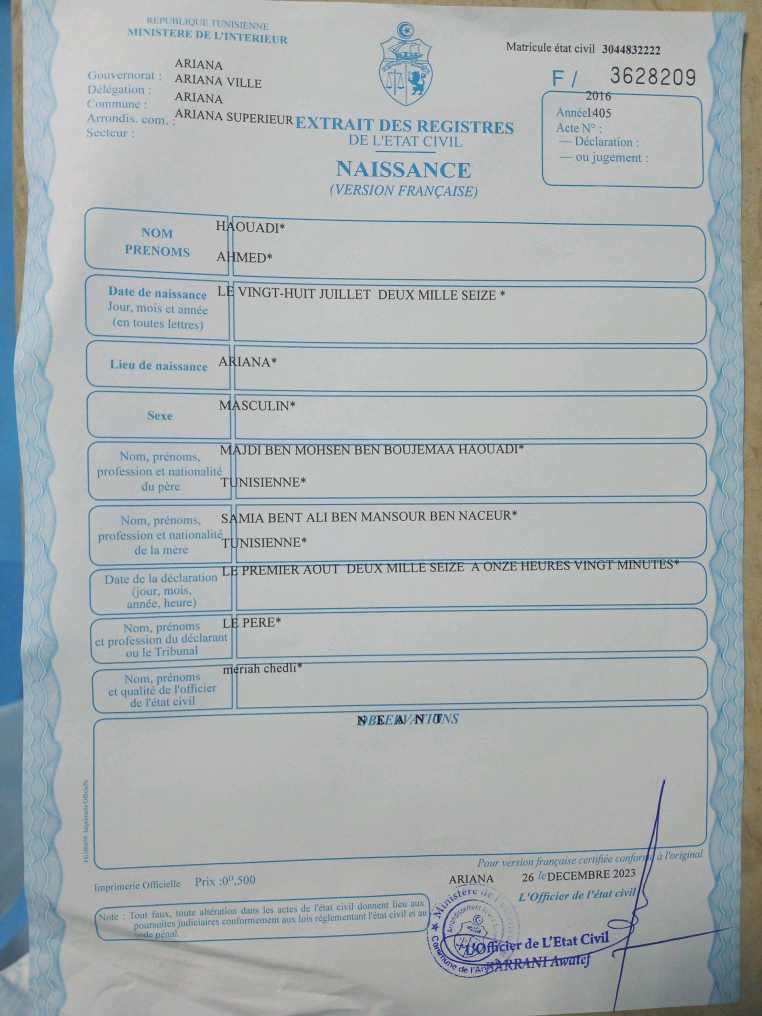 REPUBLIQUE TUNISIENNE
MINISTERE DE L'INTERIEUR
Matricule état civil 3044832222
Gouvernorat : ARIANA
Délégation : ARIANA VILLE
Commune : ARIANA
Arrondis. com. : ARIANA SUPERIEUR
Secteur :
F / 3628209
2016
Année 1405
Acte N° :
— Déclaration :
— ou jugement :
EXTRAIT DES REGISTRES
DE L'ETAT CIVIL
NAISSANCE
(VERSION FRANÇAISE)
NOM HAOUADI*
PRENOMS AHMED*
Date de naissance LE VINGT-HUIT JUILLET DEUX MILLE SEIZE *
Jour, mois et année
(en toutes lettres)
Lieu de naissance ARIANA*
Sexe MASCULIN*
Nom, prénoms, MAJDI BEN MOHSEN BEN BOUJEMAA HAOUADI*
profession et nationalité
du père TUNISIENNE*
Nom, prénoms, SAMIA BENT ALI BEN MANSOUR BEN NACEUR*
profession et nationalité
de la mère TUNISIENNE*
Date de la déclaration LE PREMIER AOUT DEUX MILLE SEIZE A ONZE HEURES VINGT MINUTES*
(jour, mois,
année, heure)
Nom, prénoms LE PERE*
et profession du déclarant
ou le Tribunal
Nom, prénoms meriah chedli*
et qualité de l'officier
de l'état civil
OBSERVATIONS
N E A N T
Pour version française certifiée conforme à l'original
Imprimerie Officielle Prix :0ᴰ,500
ARIANA 26 le DECEMBRE 2023
L'Officier de l'état civil
Note : Tout faux, toute altération dans les actes de l'état civil donnent lieu aux
poursuites judiciaires conformement aux lois réglementant l'état civil et au
code pénal.
L'Officier de L'Etat Civil
BARRANI Awatef